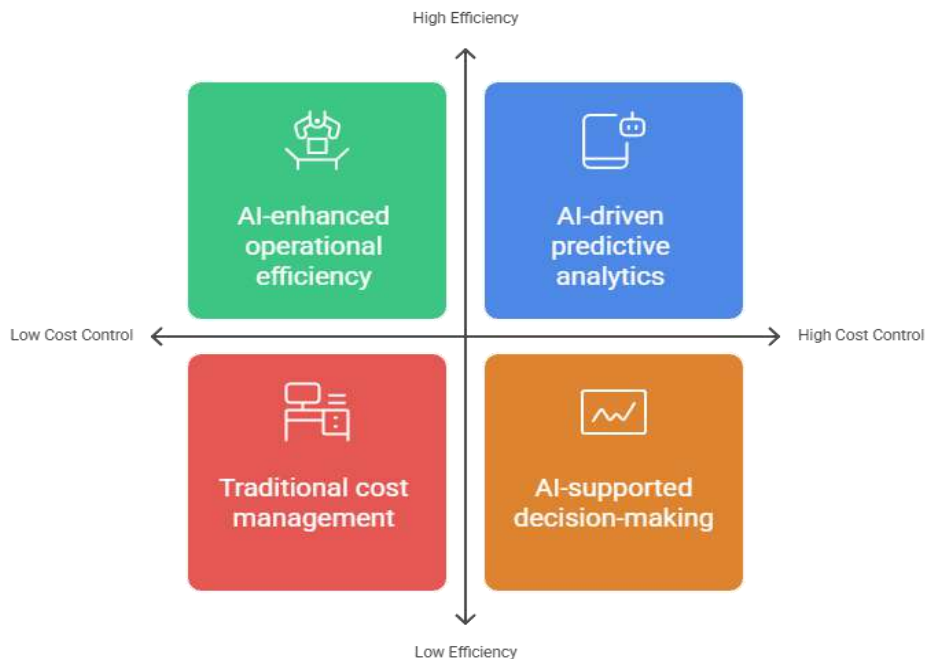 High Efficiency
AI-enhanced
operational
efficiency
AI-driven
predictive
analytics
Low Cost Control
High Cost Control
Traditional cost
management
AI-supported
decision-making
Low Efficiency